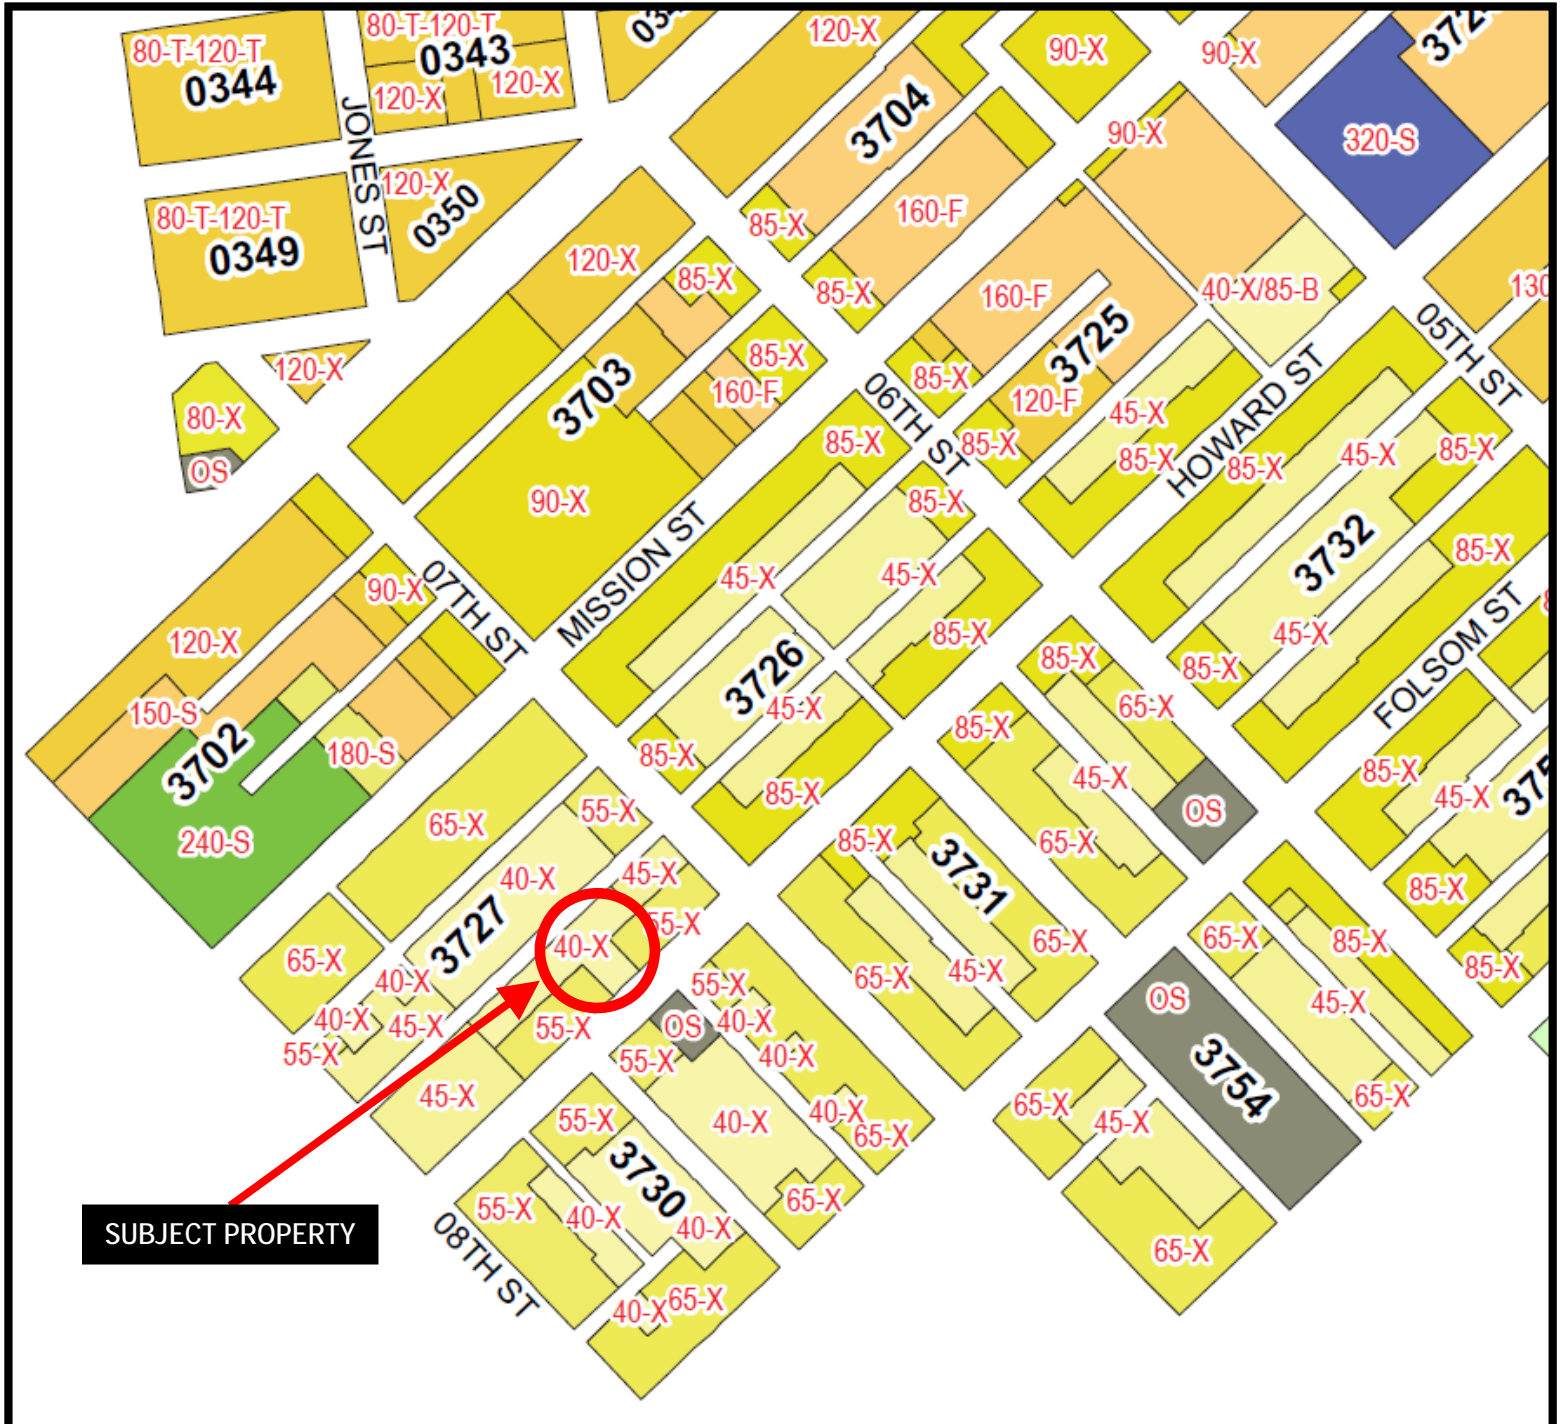 80-T-120-T
0344
80-T-120-T
0343
120-X
120-X
120-X
3704
90-X
90-X
90-X
320-S
JONES ST
120-X
0350
80-T-120-T
0349
120-X
85-X
85-X
160-F
85-X
160-F
40-X/85-B
130
05TH ST
120-X
80-X
OS
3703
85-X
160-F
90-X
85-X
06TH ST
85-X
120-F
3725
85-X
45-X
85-X
HOWARD ST
85-X
45-X
85-X
3732
85-X
45-X
85-X
FOLSOM ST
90-X
07TH ST
MISSION ST
85-X
45-X
45-X
85-X
3726
45-X
85-X
85-X
120-X
150-S
3702
180-S
240-S
65-X
55-X
40-X
45-X
3727
40-X
55-X
65-X
40-X
40-X
45-X
55-X
55-X
45-X
85-X
65-X
85-X
45-X
OS
65-X
85-X
3731
65-X
45-X
65-X
85-X
45-X
85-X
85-X
65-X
85-X
45-X
OS
3754
65-X
65-X
45-X
65-X
55-X
OS
40-X
40-X
55-X
40-X
40-X
65-X
65-X
55-X
3730
55-X
40-X
40-X
65-X
40-X
08TH ST
SUBJECT PROPERTY